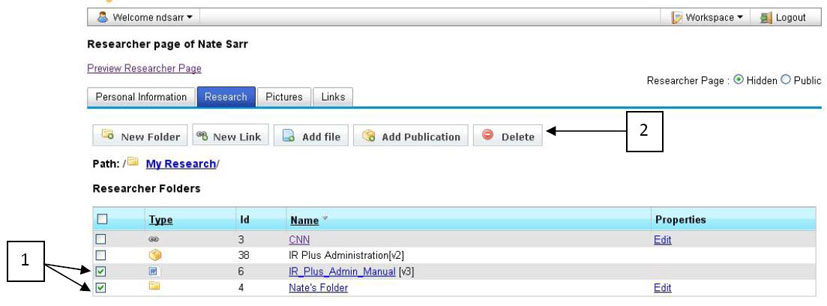 Welcome ndsarr Workspace Logout
Researcher page of Nate Sarr
Preview Researcher Page
Researcher Page : Hidden Public
Personal Information Research Pictures Links
New Folder New Link Add file Add Publication Delete 2
Path: / My Research/
Researcher Folders
Type Id Name Properties
3 CNN Edit
38 IR Plus Administration[v2]
1
6 IR_Plus_Admin_Manual [v3]
4 Nate's Folder Edit